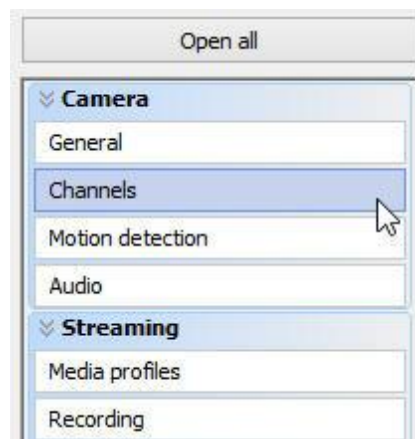 Open all
Camera
General
Channels
Motion detection
Audio
Streaming
Media profiles
Recording